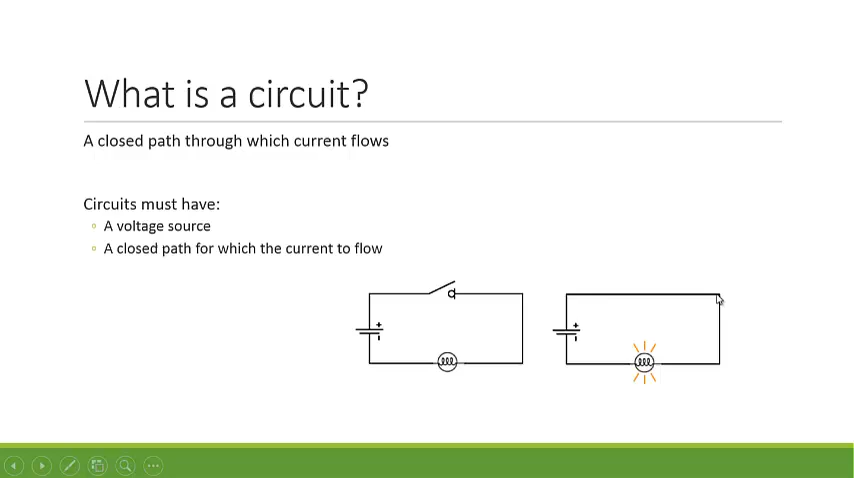 What is a circuit?
A closed path through which current flows
Circuits must have:
A voltage source
A closed path for which the current to flow